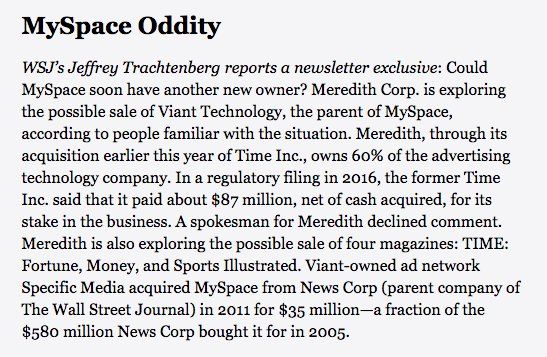 MySpace Oddity
WSJ's Jeffrey Trachtenberg reports a newsletter exclusive: Could
MySpace soon have another new owner? Meredith Corp. is exploring
the possible sale of Viant Technology, the parent of MySpace,
according to people familiar with the situation. Meredith, through its
acquisition earlier this year of Time Inc., owns 60% of the advertising
technology company. In a regulatory filing in 2016, the former Time
Inc. said that it paid about $87 million, net of cash acquired, for its
stake in the business. A spokesman for Meredith declined comment.
Meredith is also exploring the possible sale of four magazines: TIME:
Fortune, Money, and Sports Illustrated. Viant-owned ad network
Specific Media acquired MySpace from News Corp (parent company of
The Wall Street Journal) in 2011 for $35 million—a fraction of the
$580 million News Corp bought it for in 2005.